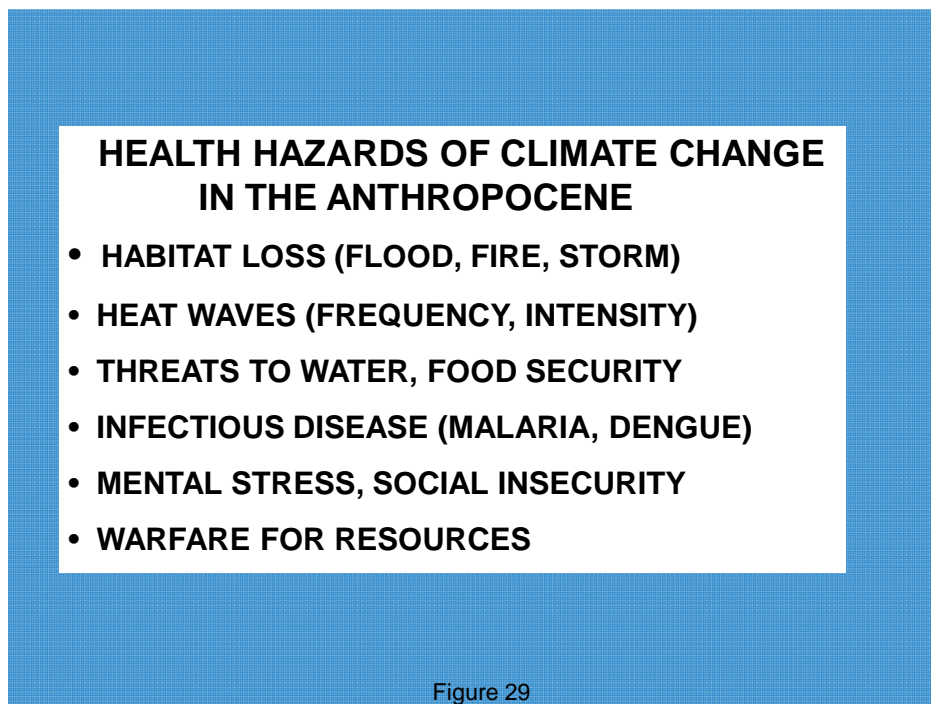 HEALTH HAZARDS OF CLIMATE CHANGE
IN THE ANTHROPOCENE
• HABITAT LOSS (FLOOD, FIRE, STORM)
• HEAT WAVES (FREQUENCY, INTENSITY)
• THREATS TO WATER, FOOD SECURITY
• INFECTIOUS DISEASE (MALARIA, DENGUE)
• MENTAL STRESS, SOCIAL INSECURITY
• WARFARE FOR RESOURCES
Figure 29